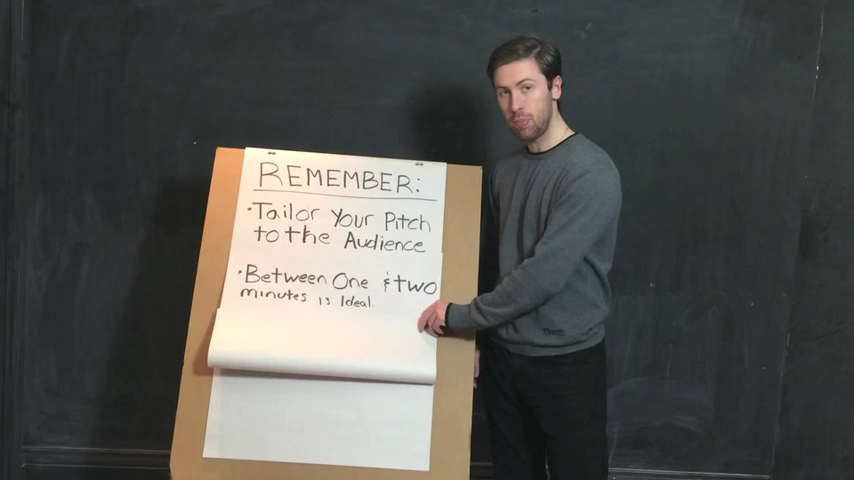 REMEMBER:
• Tailor Your Pitch
to the Audience
• Between One & two
minutes is Ideal.